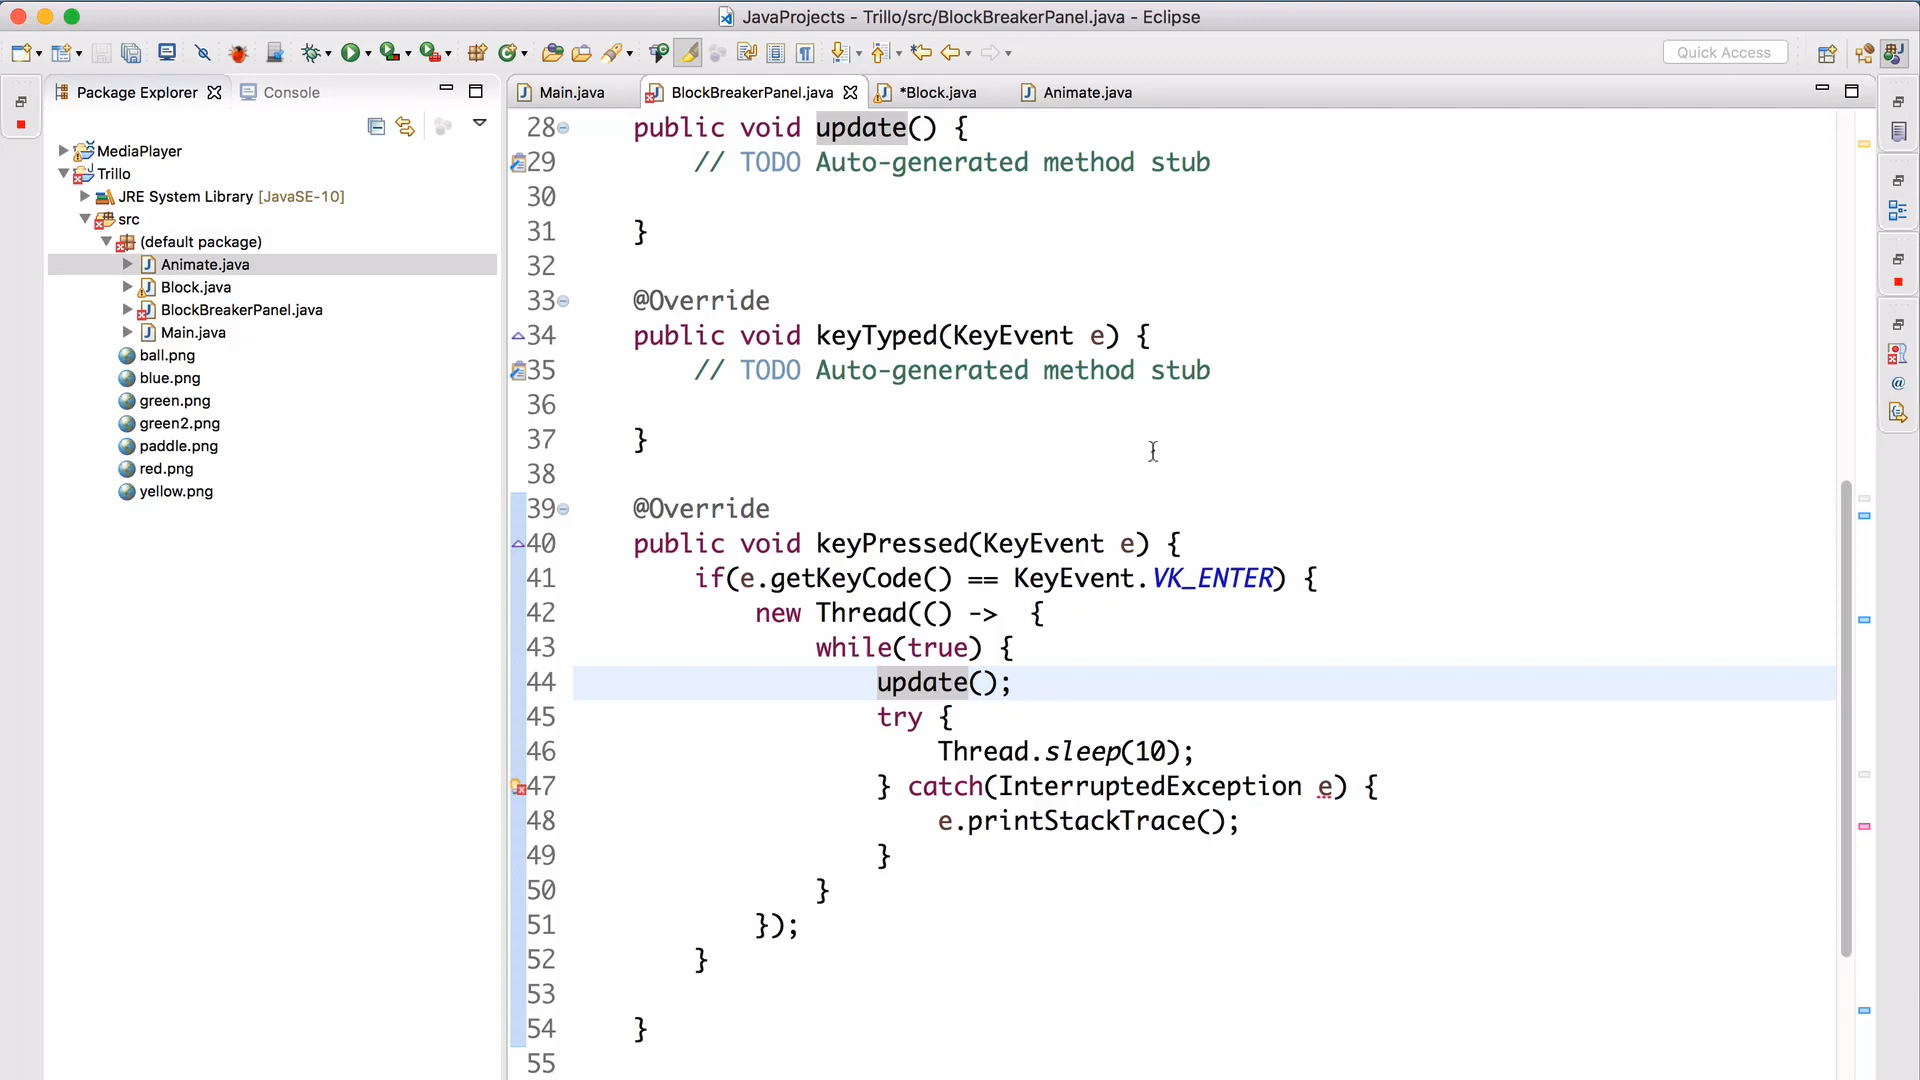 JavaProjects - Trillo/src/BlockBreakerPanel.java - Eclipse
Quick Access
Package Explorer
Console
Main.java
BlockBreakerPanel.java
*Block.java
Animate.java
MediaPlayer
Trillo
JRE System Library [JavaSE-10]
src
(default package)
Animate.java
Block.java
BlockBreakerPanel.java
Main.java
ball.png
blue.png
green.png
green2.png
paddle.png
red.png
yellow.png
28 public void update() {
29 // TODO Auto-generated method stub
30
31 }
32
33 @Override
34 public void keyTyped(KeyEvent e) {
35 // TODO Auto-generated method stub
36
37 }
38
39 @Override
40 public void keyPressed(KeyEvent e) {
41 if(e.getKeyCode() == KeyEvent.VK_ENTER) {
42 new Thread(() ->  {
43 while(true) {
44 update();
45 try {
46 Thread.sleep(10);
47 } catch(InterruptedException e) {
48 e.printStackTrace();
49 }
50 }
51 });
52 }
53
54 }
55